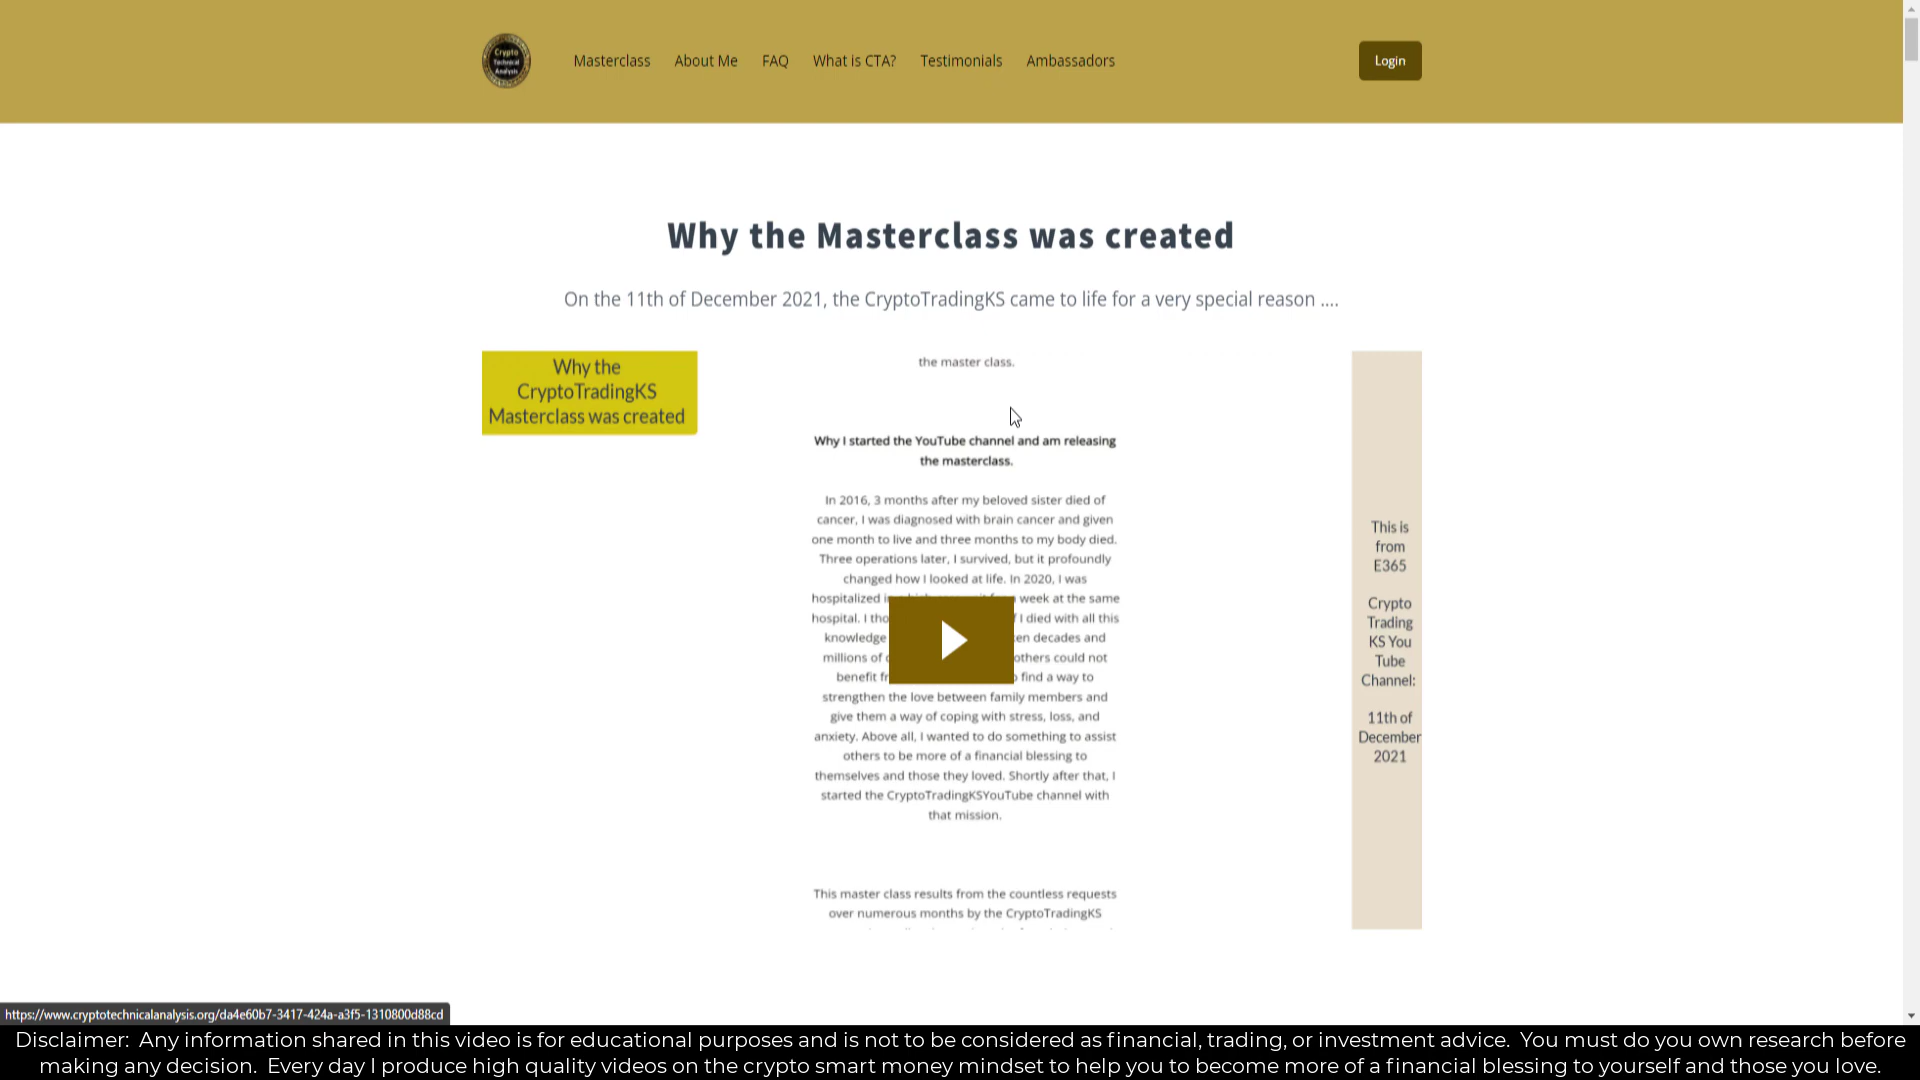 Crypto
Technical
Analysis
Masterclass
About Me
FAQ
What is CTA?
Testimonials
Ambassadors
Login
Why the Masterclass was created
On the 11th of December 2021, the CryptoTradingKS came to life for a very special reason ....
Why the
CryptoTradingKS
Masterclass was created
the master class.
Why I started the YouTube channel and am releasing
the masterclass.
In 2016, 3 months after my beloved sister died of
cancer, I was diagnosed with brain cancer and given
one month to live and three months to my body died.
Three operations later, I survived, but it profoundly
changed how I looked at life. In 2020, I was
hospitalized week at the same
hospital. I I died with all this
knowledge decades and
millions of others could not
benefit find a way to
strengthen the love between family members and
give them a way of coping with stress, loss, and
anxiety. Above all, I wanted to do something to assist
others to be more of a financial blessing to
themselves and those they loved. Shortly after that, I
started the CryptoTradingKSYouTube channel with
that mission.
This master class results from the countless requests
over numerous months by the CryptoTradingKS
This is
from
E365
Crypto
Trading
KS You
Tube
Channel:
11th of
December
2021
https://www.cryptotechnicalanalysis.org/da4e60b7-3417-424a-a3f5-1310800d88cd
Disclaimer: Any information shared in this video is for educational purposes and is not to be considered as financial, trading, or investment advice. You must do you own research before
making any decision. Every day I produce high quality videos on the crypto smart money mindset to help you to become more of a financial blessing to yourself and those you love.